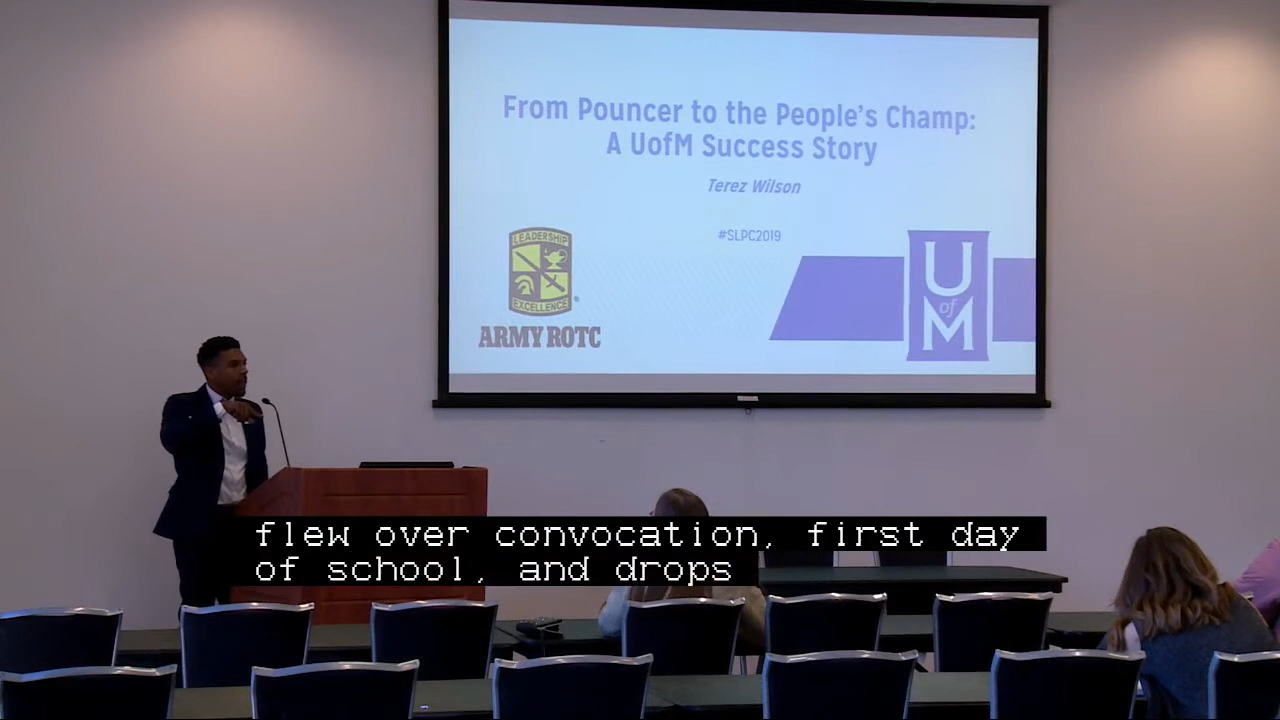 From Pouncer to the People's Champ:
A UofM Success Story
Terez Wilson
#SLPC2019
LEADERSHIP
EXCELLENCE
ARMY ROTC
U
of
M
flew over convocation, first day
of school, and drops